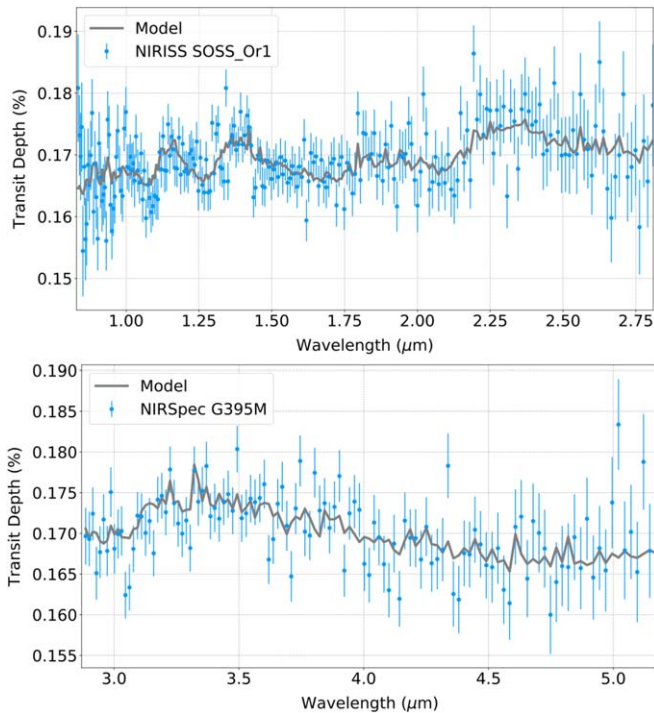 0.19
0.18
0.17
0.16
0.15
Transit Depth (%)
Model
NIRISS SOSS_Or1
1.00 1.25 1.50 1.75 2.00 2.25 2.50 2.75
Wavelength (μm)
0.190
0.185
0.180
0.175
0.170
0.165
0.160
0.155
Transit Depth (%)
Model
NIRSpec G395M
3.0 3.5 4.0 4.5 5.0
Wavelength (μm)